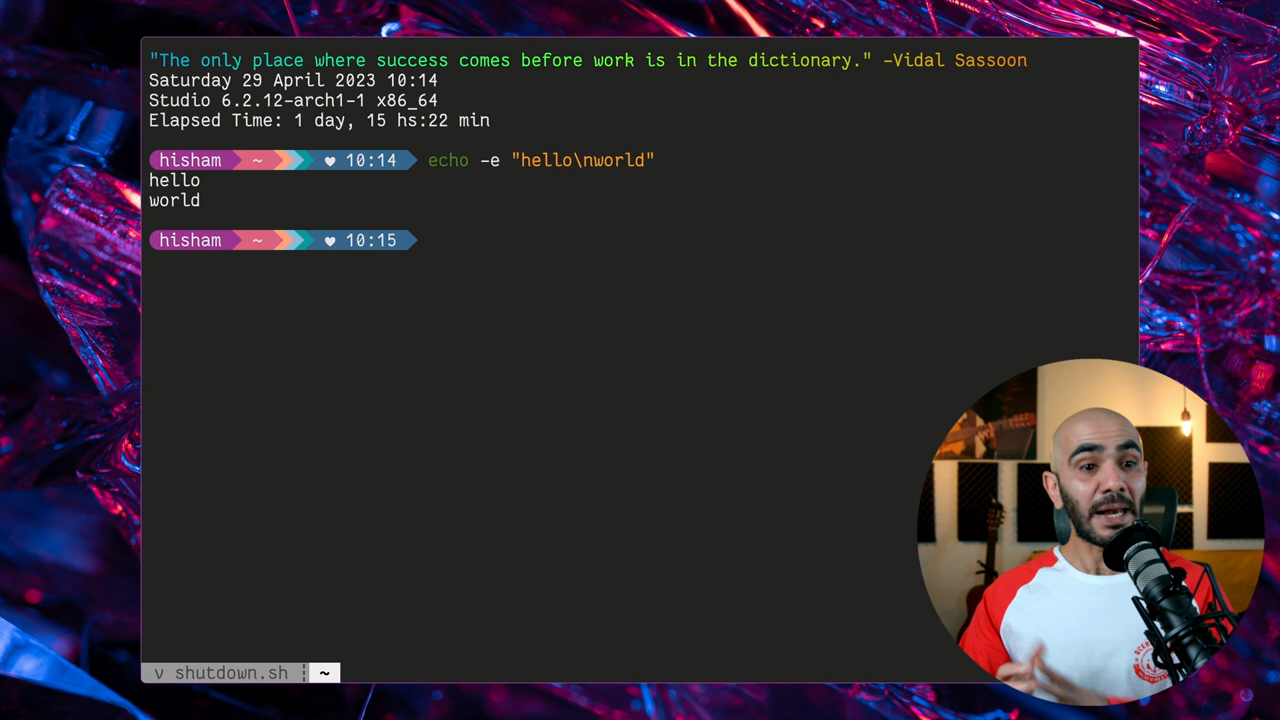 "The only place where success comes before work is in the dictionary." -Vidal Sassoon
Saturday 29 April 2023 10:14
Studio 6.2.12-arch1-1 x86_64
Elapsed Time: 1 day, 15 hs:22 min
hisham ~ ♥ 10:14 echo -e "hello\nworld"
hello
world
hisham ~ ♥ 10:15
ν shutdown.sh ~